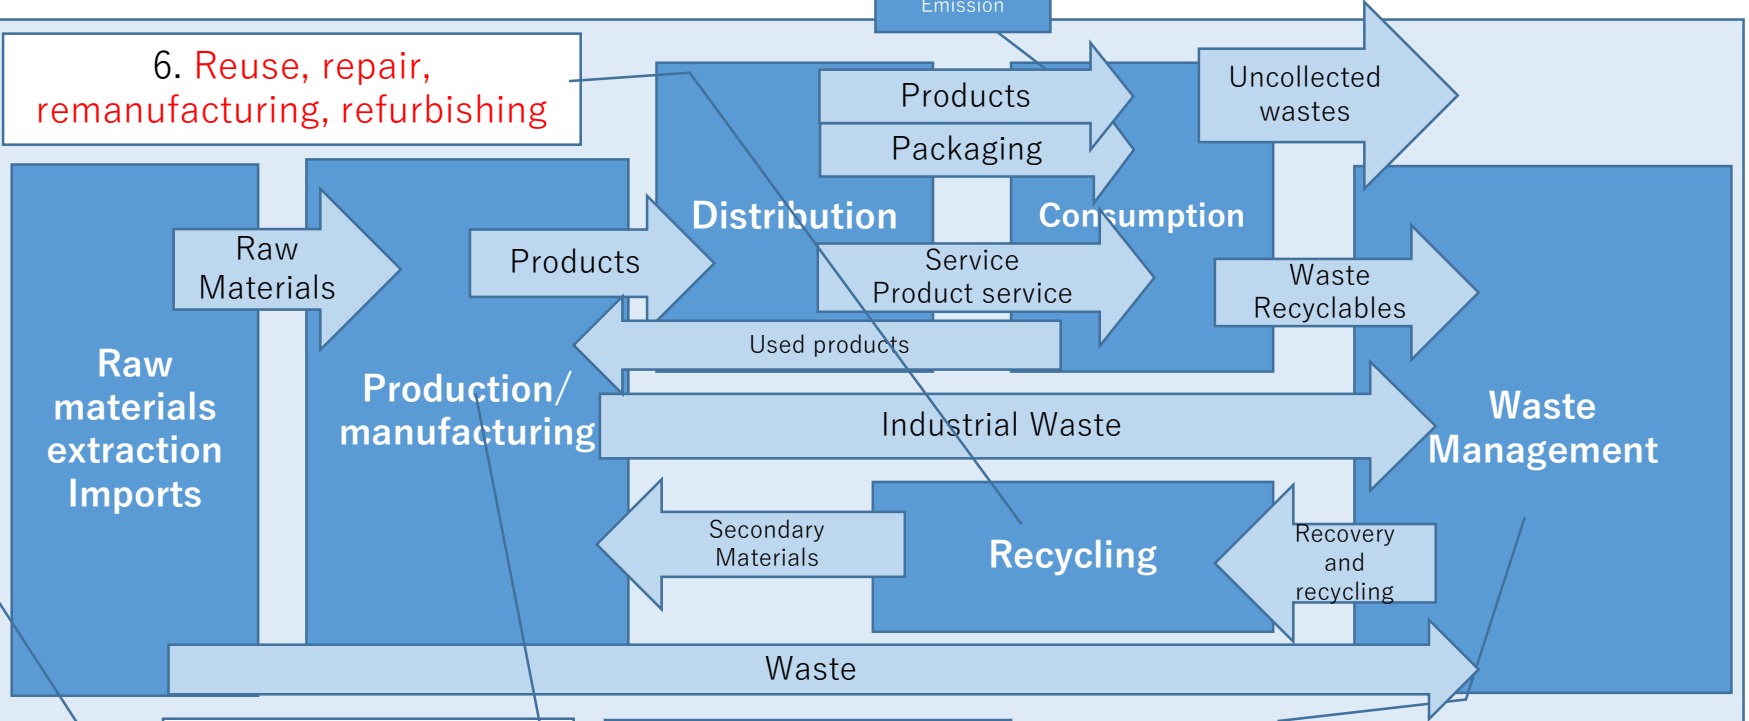 Emission
6. Reuse, repair,
remanufacturing, refurbishing
Products
Packaging
Uncollected
wastes
Distribution
Consumption
Raw
Materials
Products
Service
Product service
Waste
Recyclables
Used products
Raw
materials
extraction
Imports
Production/
manufacturing
Industrial Waste
Waste
Management
Secondary
Materials
Recycling
Recovery
and
recycling
Waste